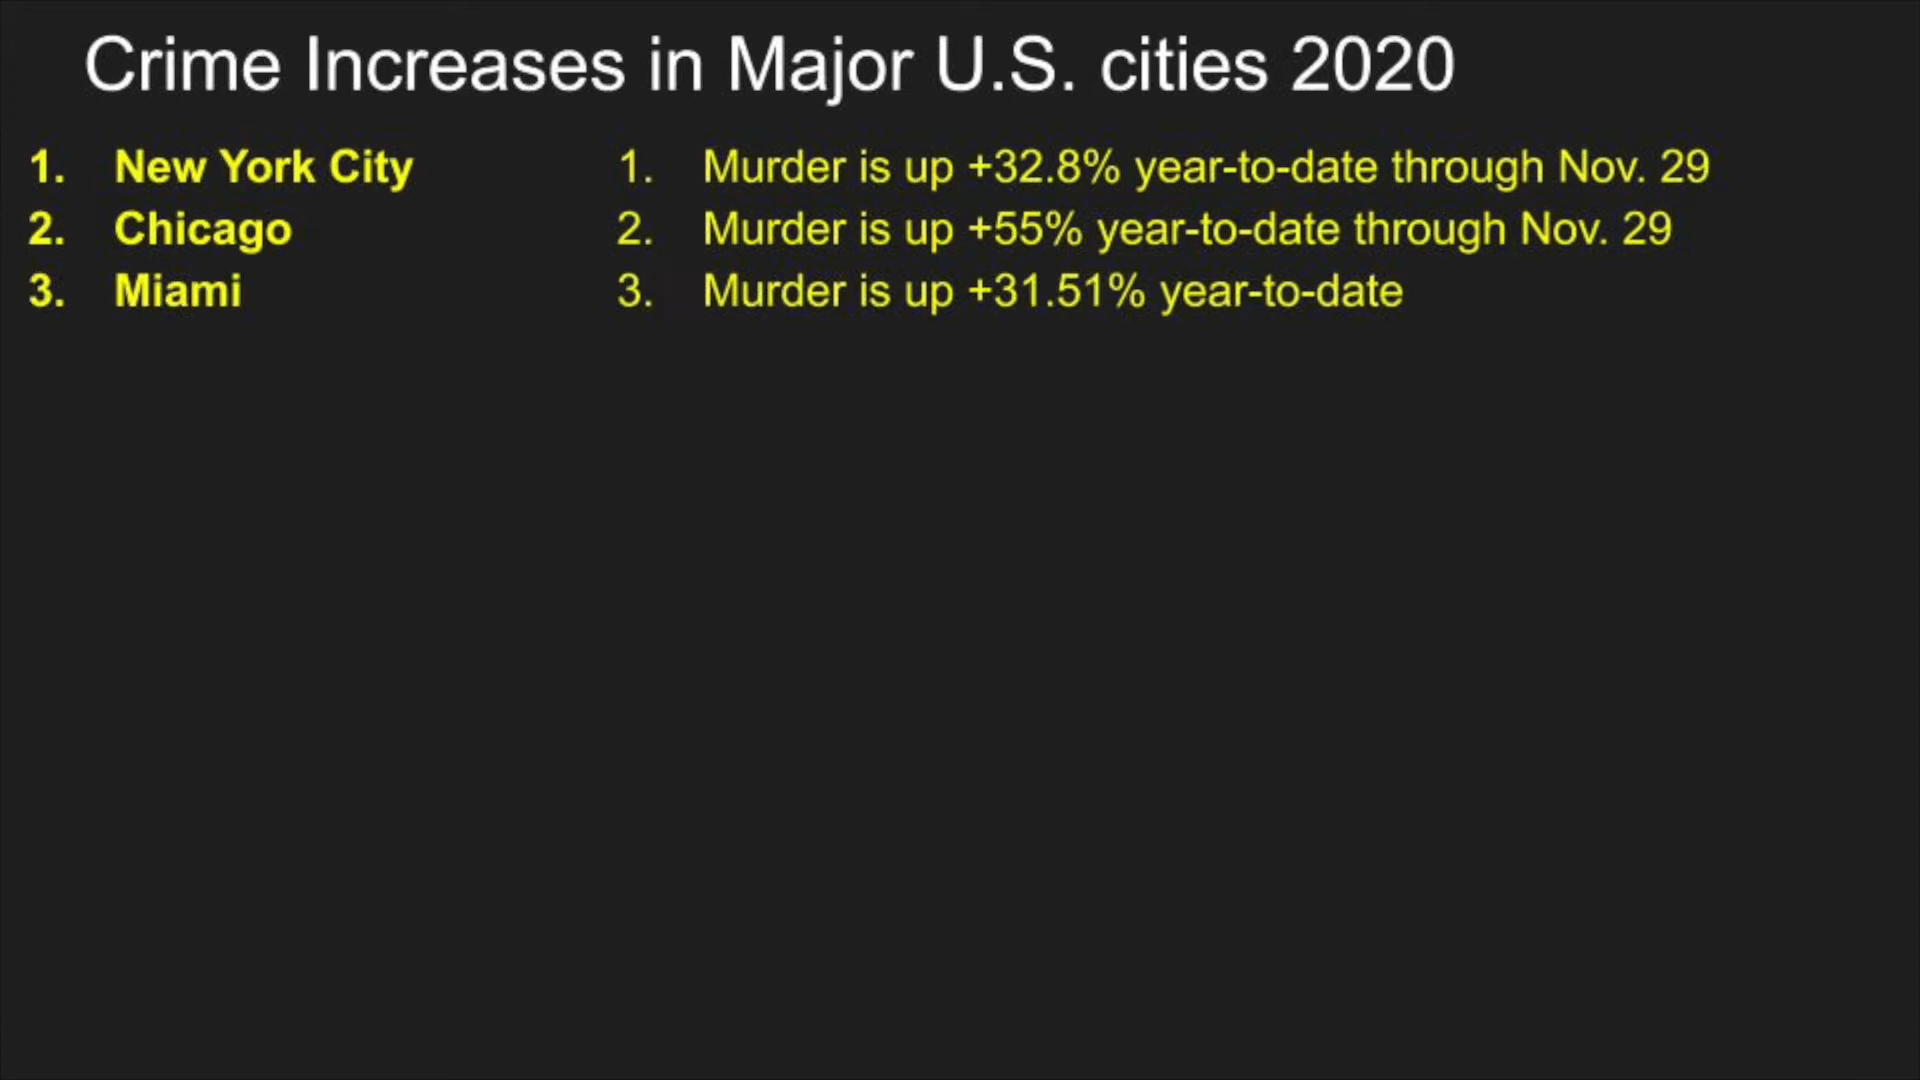 Crime Increases in Major U.S. cities 2020
1. New York City 1. Murder is up +32.8% year-to-date through Nov. 29
2. Chicago 2. Murder is up +55% year-to-date through Nov. 29
3. Miami 3. Murder is up +31.51% year-to-date